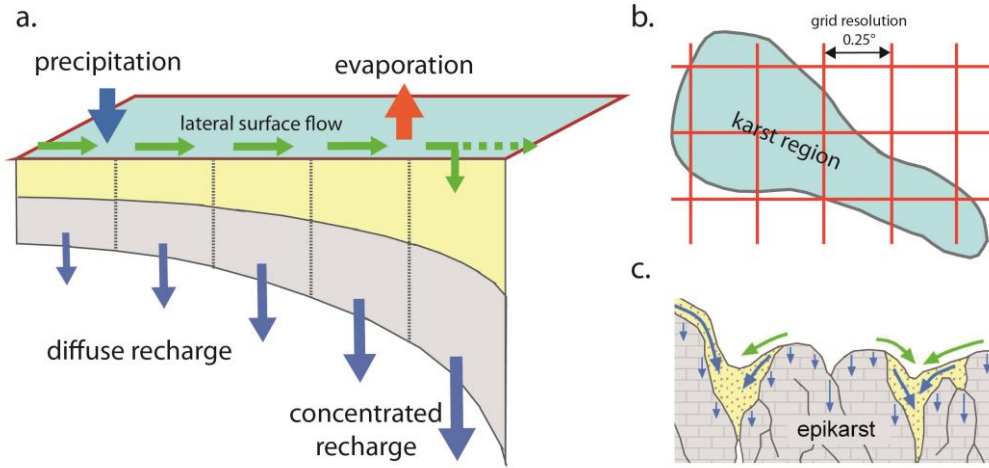 a.
precipitation
evaporation
lateral surface flow
diffuse recharge
concentrated
recharge
b.
grid resolution
0.25°
karst region
c.
epikarst